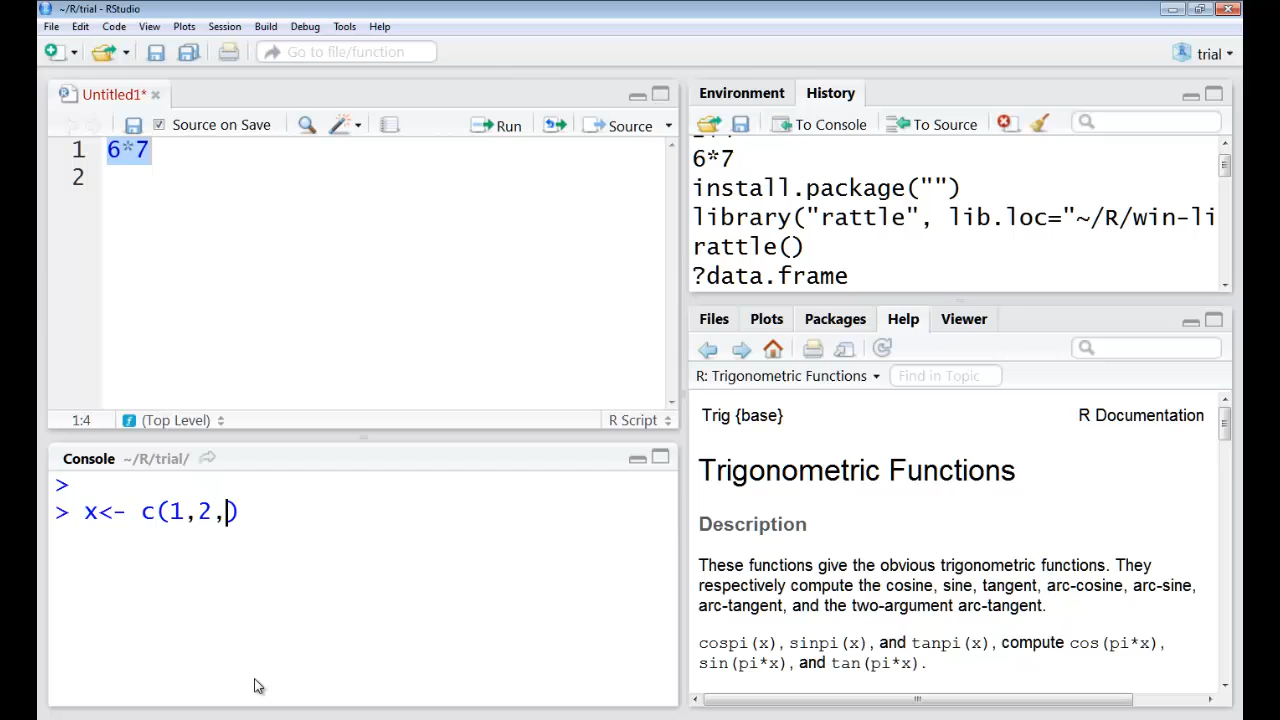 ~/R/trial - RStudio
File Edit Code View Plots Session Build Debug Tools Help
Go to file/function
trial
Untitled1*
Source on Save
Run
Source
1 6*7
2
1:4
(Top Level)
R Script
Console ~/R/trial/
>
> x<- c(1,2,)
Environment
History
To Console
To Source
6*7
install.package("")
library("rattle", lib.loc="~/R/win-li
rattle()
?data.frame
Files Plots Packages Help Viewer
R: Trigonometric Functions
Find in Topic
Trig {base}
R Documentation
Trigonometric Functions
Description
These functions give the obvious trigonometric functions. They
respectively compute the cosine, sine, tangent, arc-cosine, arc-sine,
arc-tangent, and the two-argument arc-tangent.
cospi(x), sinpi(x), and tanpi(x), compute cos(pi*x),
sin(pi*x), and tan(pi*x).